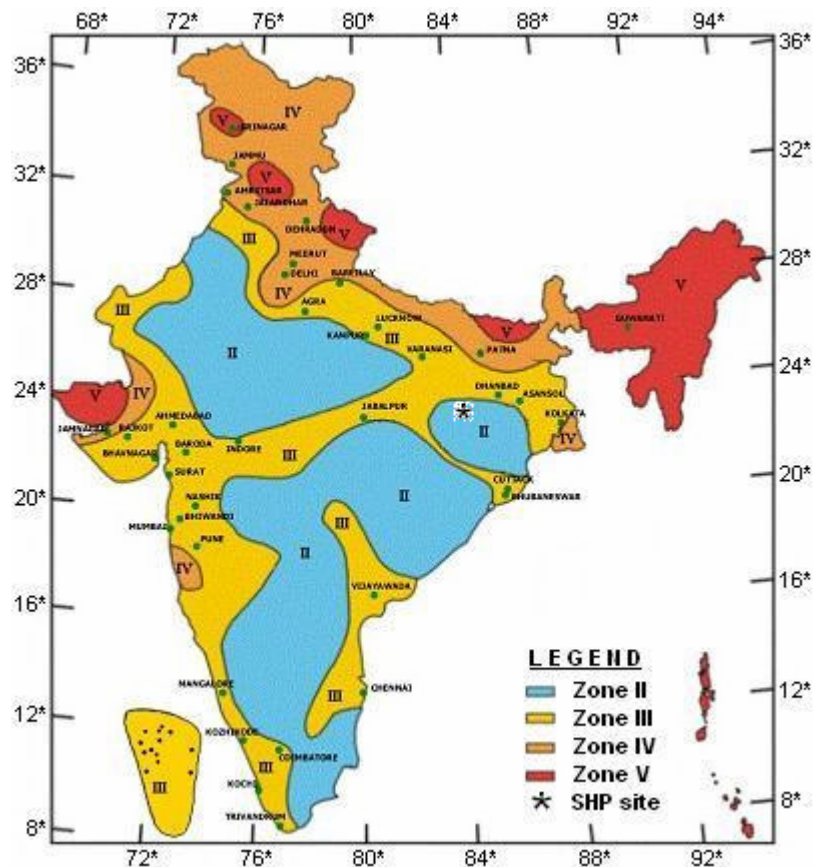 68* 72* 76* 80* 84* 88* 92* 94*
36* 36*
IV
V
SRINAGAR
JAMMU
32* 32*
V
AMRITSAR
JALANDHAR
DEHRADUN
V
III
MEERUT
DELHI
BAREILLY
28* 28*
IV
V
AGRA
III
LUCKNOW
GUWAHATI
KANPUR
III
V
VARANASI
PATNA
II
24* 24*
V
IV
DHANBAD
ASANSOL
AHMEDABAD
JABALPUR
KOLKATA
JAMNAGAR
RAJKOT
II
IV
BARODA
INDORE
BHAVNAGAR
III
SURAT
CUTTACK
BHUBANESWAR
20* 20*
NASHIK
II
BHIWANDI
III
MUMBAI
PUNE
II
IV
VIJAYAWADA
16* 16*
LEGEND
MANGALORE
CHENNAI
Zone II
III
Zone III
12* 12*
KOZHIKODE
COIMBATORE
Zone IV
III
III
KOCHI
Zone V
SHP site
TRIVANDRUM
8* 8*
72* 76* 80* 84* 88* 92*